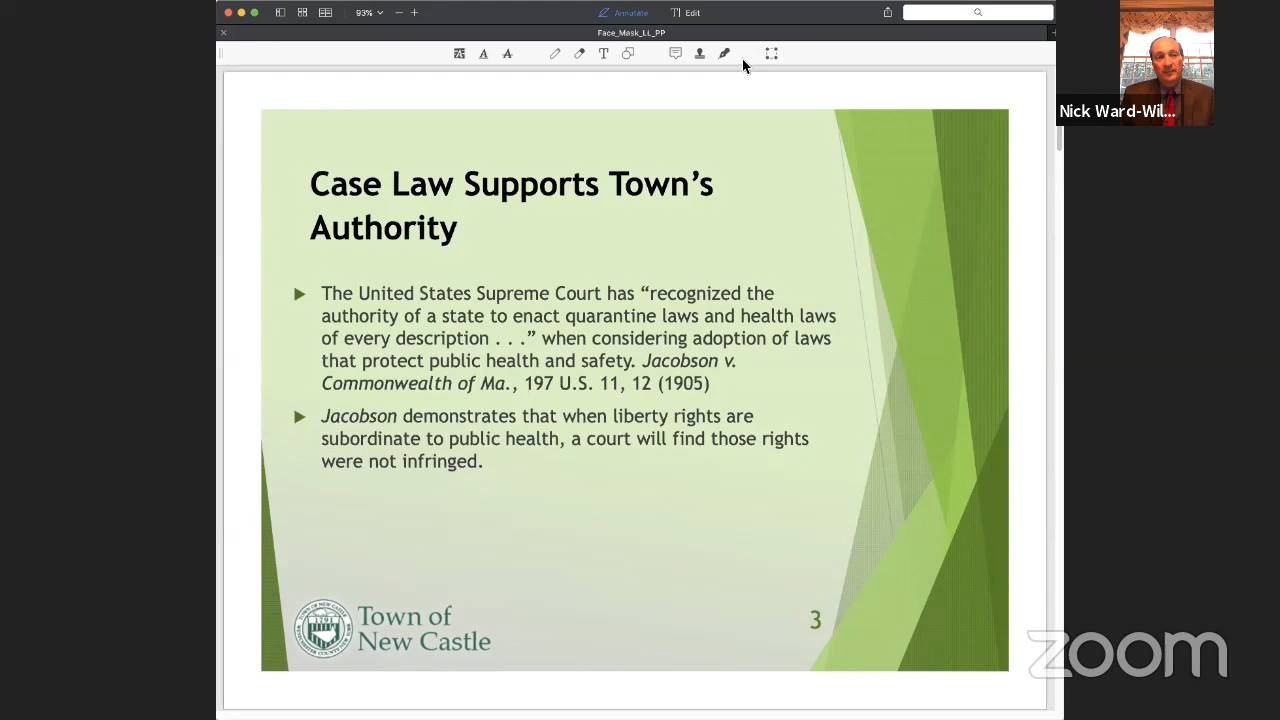 93%
Annotate
Edit
Face_Mask_LL_PP
Nick Ward-Wil...
Case Law Supports Town’s
Authority
The United States Supreme Court has “recognized the
authority of a state to enact quarantine laws and health laws
of every description . . .” when considering adoption of laws
that protect public health and safety. Jacobson v.
Commonwealth of Ma., 197 U.S. 11, 12 (1905)
Jacobson demonstrates that when liberty rights are
subordinate to public health, a court will find those rights
were not infringed.
Town of
New Castle
3
zoom